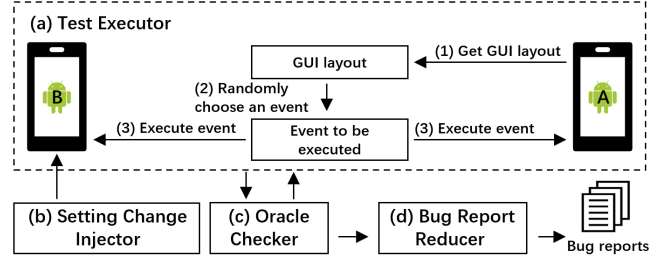 (a) Test Executor
B
GUI layout
(1) Get GUI layout
A
(2) Randomly
choose an event
(3) Execute event
Event to be
executed
(3) Execute event
(b) Setting Change
Injector
(c) Oracle
Checker
(d) Bug Report
Reducer
Bug reports